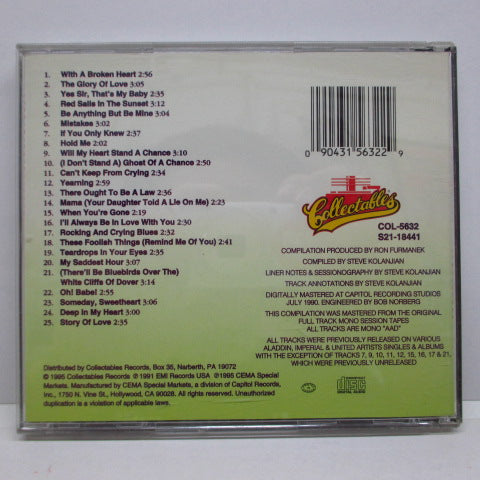 1. With A Broken Heart 2:56
2. The Glory Of Love 2:05
3. Yes Sir, That's My Baby 2:35
4. Red Sails In The Sunset 3:12
5. Be Anything But Be Mine 3:04
6. Mistakes 3:02
7. If You Only Knew 2:37
8. Hold Me 2:02
9. Will My Heart Stand A Chance 3:10
10. (I Don't Stand A) Ghost Of A Chance 2:50
11. Can't Keep From Crying 2:34
12. Yearning 2:59
13. There Ought To Be A Law 2:36
14. Mama (Your Daughter Told A Lie On Me) 2:26
15. When You're Gone 2:19
16. I'll Always Be In Love With You 2:30
17. Rocking And Crying Blues 2:32
18. These Foolish Things (Remind Me Of You) 2:41
19. Teardrops In Your Eyes 2:35
20. My Saddest Hour 3:07
21. (There'll Be Bluebirds Over The)
White Cliffs Of Dover 3:14
22. Oh! Babe! 2:51
23. Someday, Sweetheart 3:06
24. Deep In My Heart 3:00
25. Story Of Love 2:35
0 90431 56322 9
Collectables
COL-5632
S21-18441
COMPILATION PRODUCED BY RON FURMANEK
COMPILED BY STEVE KOLANJIAN
LINER NOTES & SESSIONOGRAPHY BY STEVE KOLANJIAN
TRACK ANNOTATIONS BY STEVE KOLANJIAN
DIGITALLY MASTERED AT CAPITOL RECORDING STUDIOS
JULY 1990. ENGINEERED BY BOB NORBERG
THIS COMPILATION WAS MASTERED FROM THE ORIGINAL
FULL TRACK MONO SESSION TAPES
ALL TRACKS ARE MONO "AAD"
ALL TRACKS WERE PREVIOUSLY RELEASED ON VARIOUS
ALADDIN, IMPERIAL & UNITED ARTISTS SINGLES & ALBUMS
WITH THE EXCEPTION OF TRACKS 7, 9, 10, 11, 12, 15, 16, 17 & 21,
WHICH WERE PREVIOUSLY UNRELEASED
Distributed by Collectables Records, Box 35, Narberth, PA 19072
© 1995 Collectables Records ℗ 1991 EMI Records USA ℗1995 CEMA Special
Markets. Manufactured by CEMA Special Markets, a division of Capitol Records,
Inc., 1750 N. Vine St., Hollywood, CA 90028. All Rights Reserved. Unauthorized
duplication is a violation of applicable laws.
COMPACT
disc
DIGITAL AUDIO